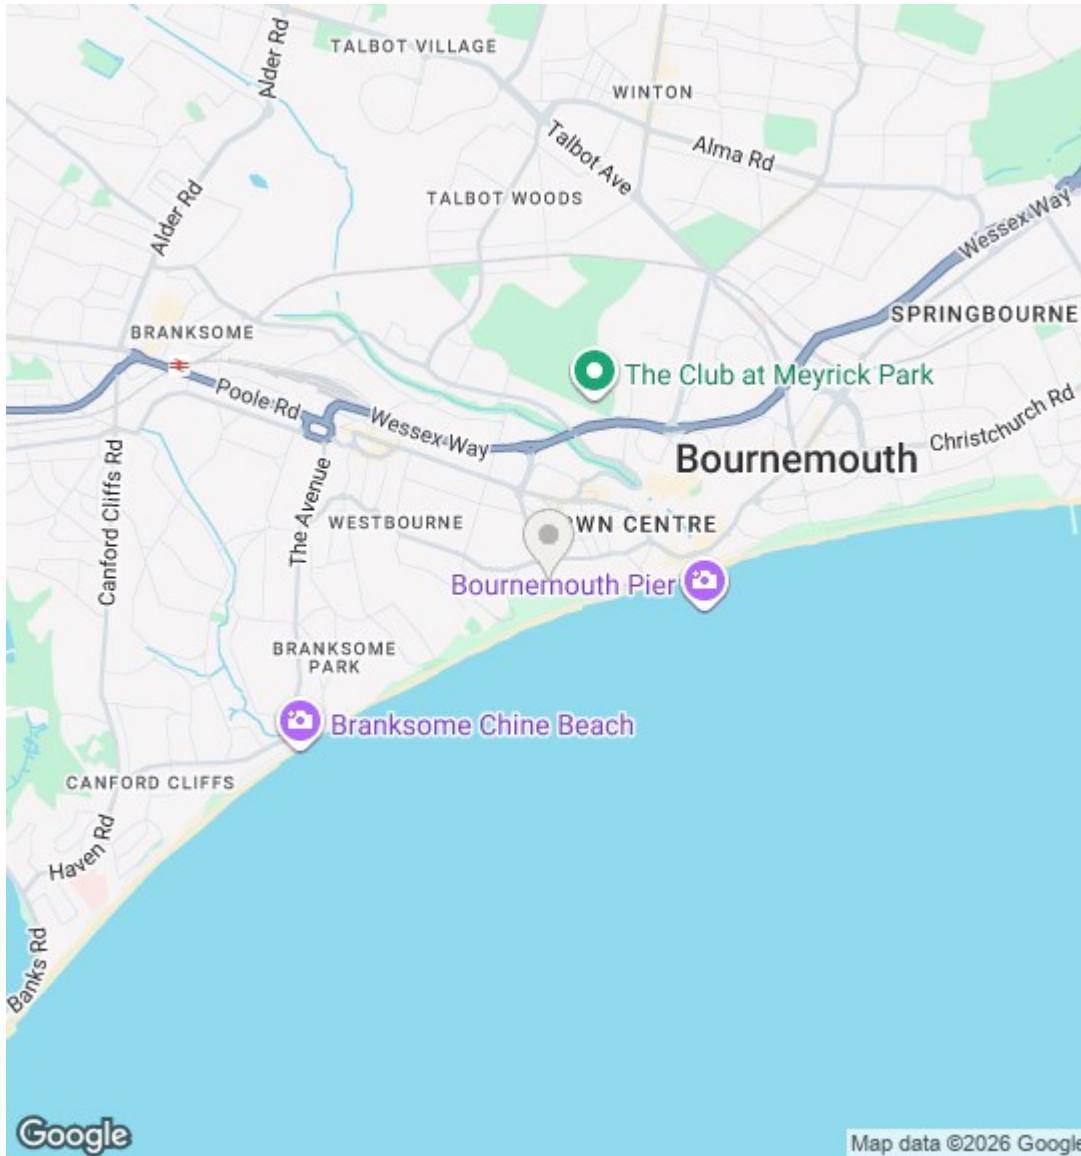 Alder Rd
TALBOT VILLAGE
WINTON
Talbot Ave
Alma Rd
Alder Rd
TALBOT WOODS
Wessex Way
BRANKSOME
SPRINGBOURNE
The Club at Meyrick Park
Poole Rd
Wessex Way
Christchurch Rd
Bournemouth
Canford Cliffs Rd
The Avenue
WESTBOURNE
OWN CENTRE
Bournemouth Pier
BRANKSOME
PARK
Branksome Chine Beach
CANFORD CLIFFS
Haven Rd
Banks Rd
Google
Map data ©2026 Google